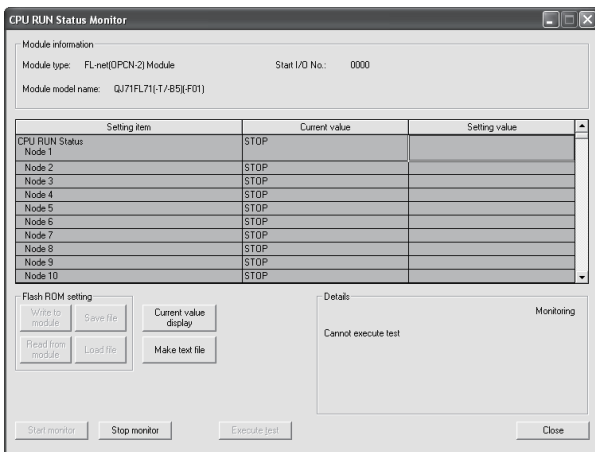 CPU RUN Status Monitor
Module information
Module type: FL-net(OPCN-2) Module Start I/O No.: 0000
Module model name: QJ71FL71(-T/-B5)(-F01)
Setting item Current value Setting value
CPU RUN Status STOP
Node 1
Node 2 STOP
Node 3 STOP
Node 4 STOP
Node 5 STOP
Node 6 STOP
Node 7 STOP
Node 8 STOP
Node 9 STOP
Node 10 STOP
Flash ROM setting
Write to
module
Save file
Current value
display
Read from
module
Load file
Make text file
Details
Monitoring
Cannot execute test
Start monitor Stop monitor Execute test Close